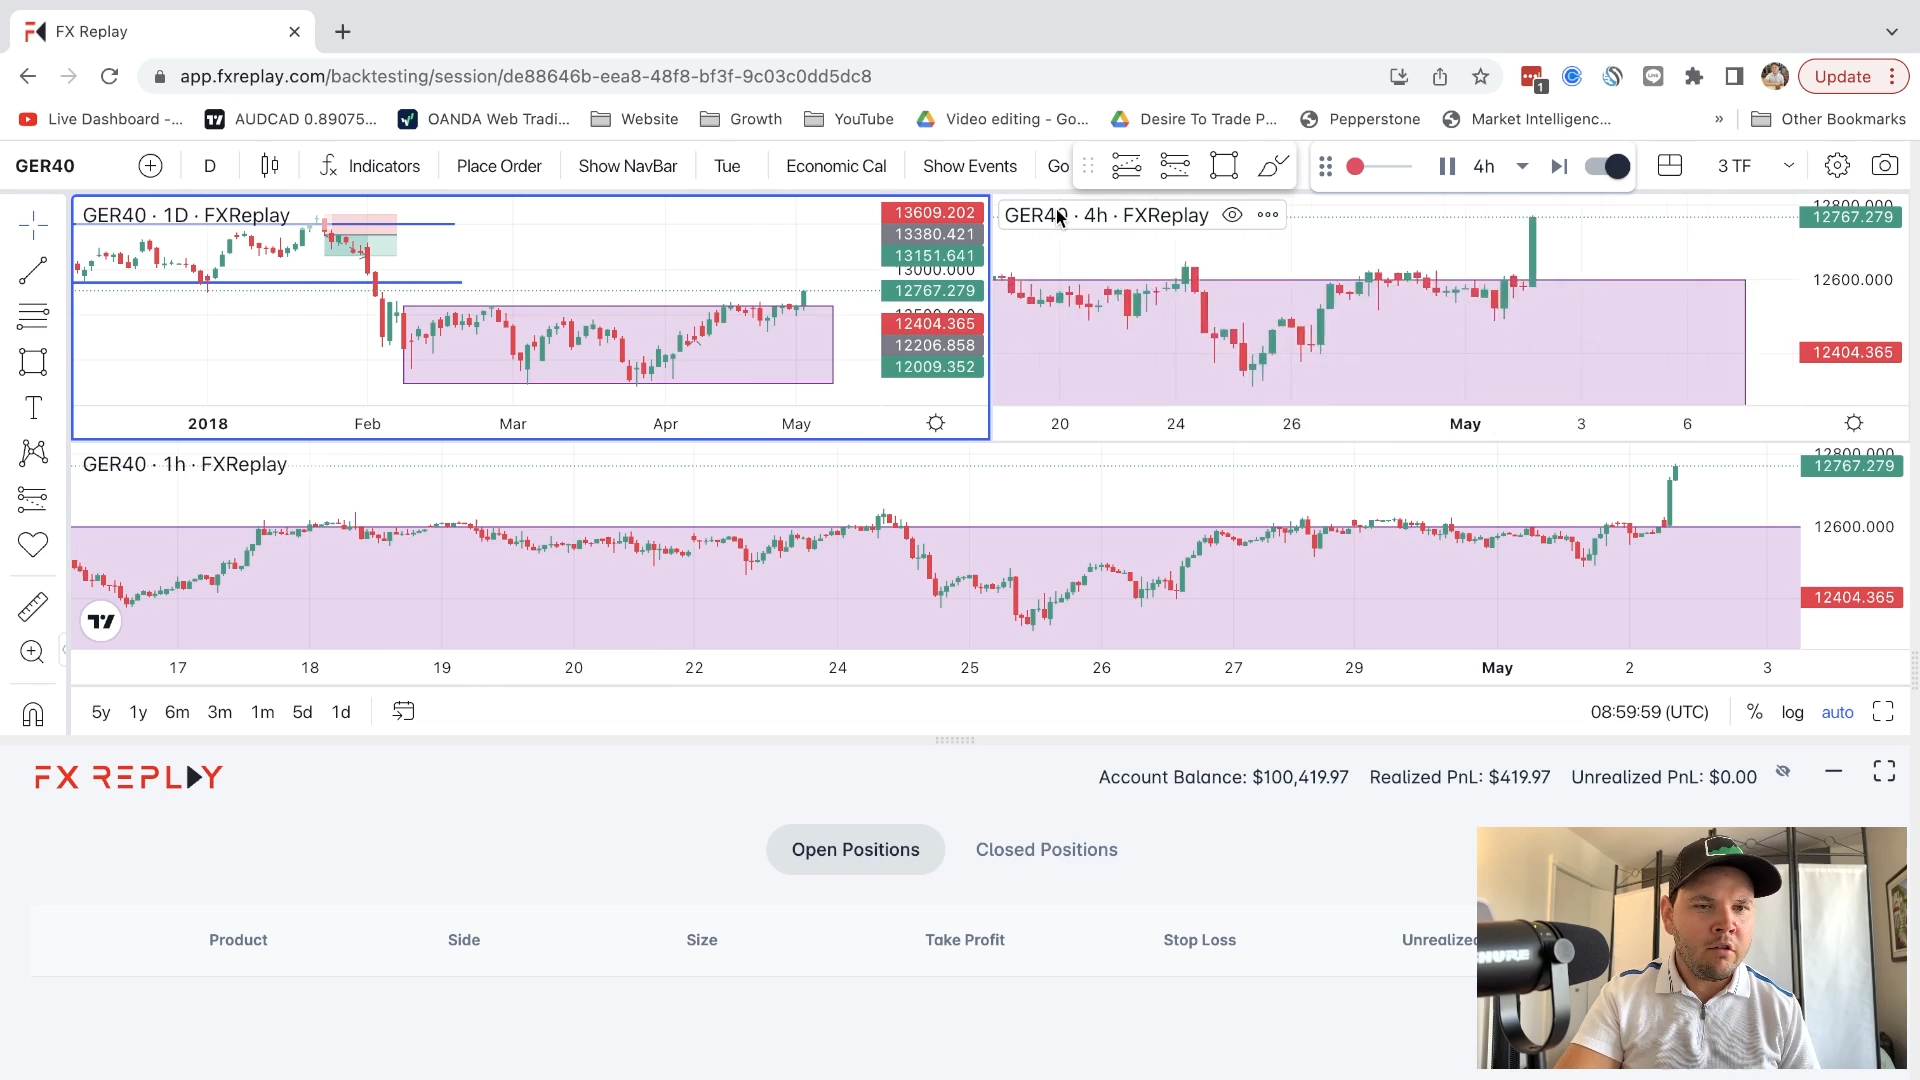 FX Replay
app.fxreplay.com/backtesting/session/de88646b-eea8-48f8-bf3f-9c03c0dd5dc8
1
Update
Live Dashboard -...
AUDCAD 0.89075...
OANDA Web Tradi...
Website
Growth
YouTube
Video editing - Go...
Desire To Trade P...
Pepperstone
Market Intelligenc...
»
Other Bookmarks
GER40
D
Indicators
Place Order
Show NavBar
Tue
Economic Cal
Show Events
Go
4h
3 TF
GER40 · 1D · FXReplay
13609.202
13380.421
13151.641
13000.000
12767.279
12404.365
12206.858
12009.352
2018
Feb
Mar
Apr
May
GER40 · 4h · FXReplay
12800.000
12767.279
12600.000
12404.365
20
24
26
May
3
6
GER40 · 1h · FXReplay
12800.000
12767.279
12600.000
12404.365
17
18
19
20
22
24
25
26
27
29
May
2
3
5y
1y
6m
3m
1m
5d
1d
08:59:59 (UTC)
%
log
auto
FX REPLAY
Account Balance: $100,419.97
Realized PnL: $419.97
Unrealized PnL: $0.00
Open Positions
Closed Positions
Product
Side
Size
Take Profit
Stop Loss
Unrealized